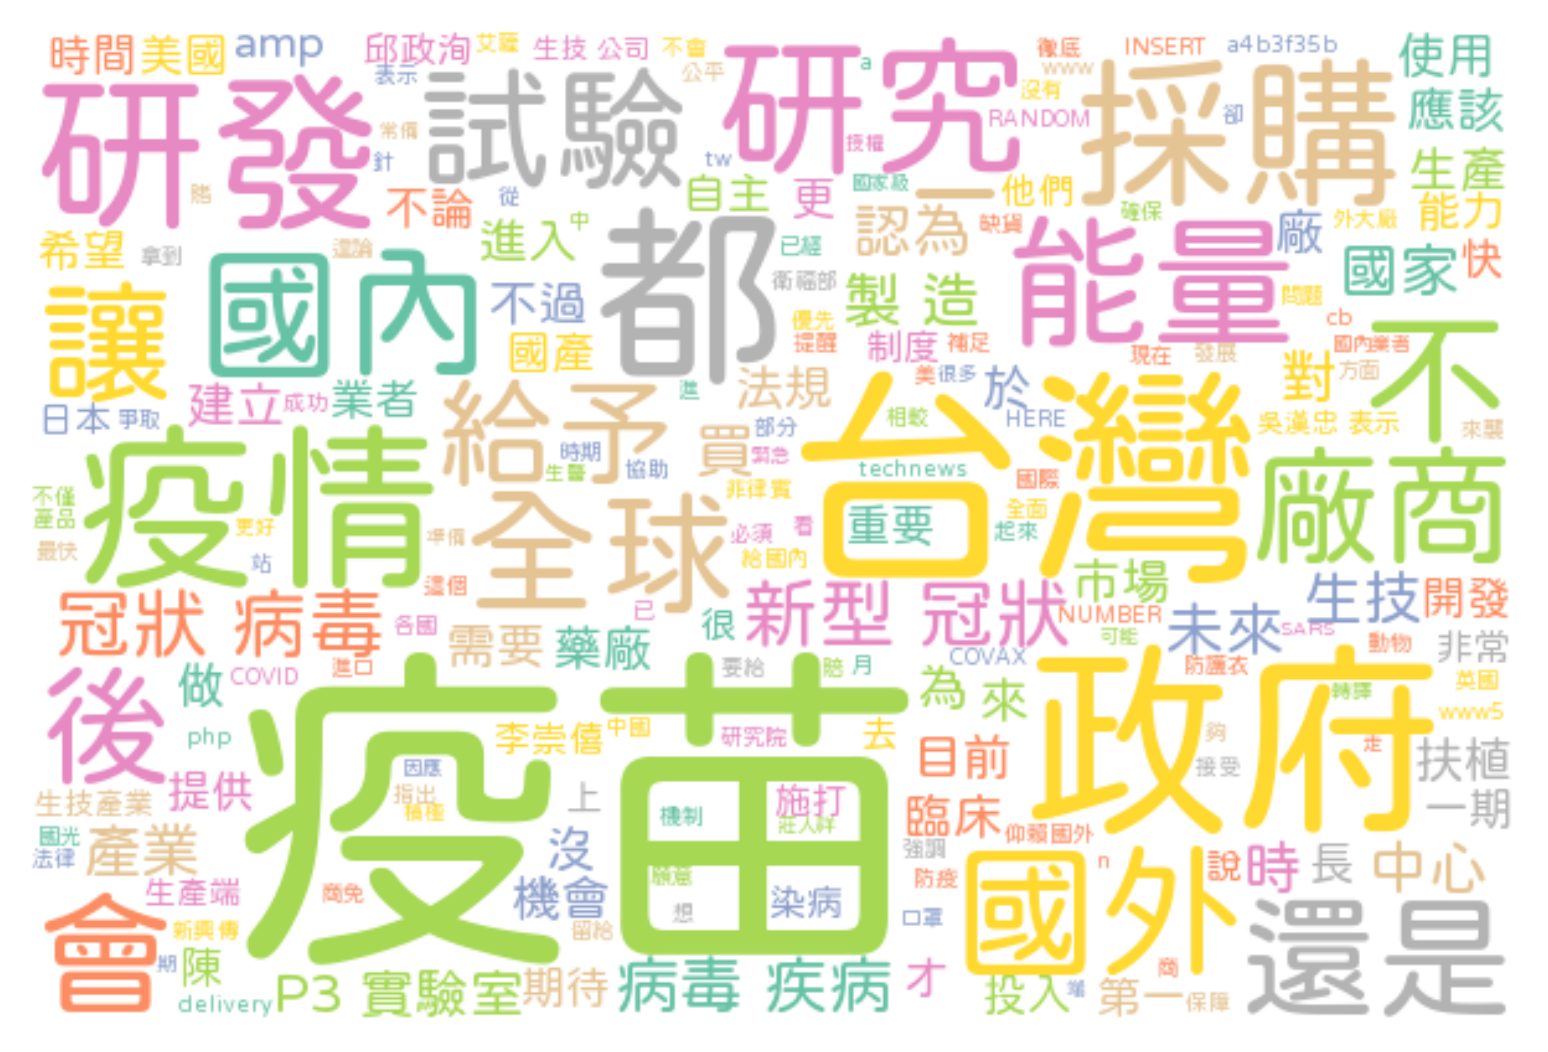 時間 美國 amp 邱政洵 艾薩 生技 公司 不會 徹底 INSERT a4b3f35b 使用
表示 公平 a www
研發 試驗 研究 沒有 採購 應該
常備 針 tw 授權 RANDOM 卻
不論 從 自主 更 國家級 一 他們 確保 外大廠 生產 能力
希望 拿到 進入 中 已經 認為 缺貨 廠 國家 快
讓 國內 不過 都 衛福部 製造 能量 問題
國產 優先 提醒 制度 補足 現在 發展 cb 國內業者 不
日本 爭取 建立 成功 業者 進 法規 美 很多 於 對 方面
給予 買 部分 相較 HERE 吳漢忠 表示 來襲
疫情 時期 生醫 協助 緊急 technews 台灣 國際 廠商
不僅 產品 更好 全球 非律賓 重要 全面
最快 站 準備 必須 看 給國內 起來
這個 市場 生技 開發
冠狀 病毒 各國 已 很 新型 冠狀 NUMBER 未來 SARS
需要 藥廠 可能 動物 非常
後 做 COVID 進口 要給 月 COVAX 防護衣 英國
php 李崇僖 中國 研究院 去 為 來 政府 www5
提供 疫苗 因應 指出 積極 上 機制 施打 目前 夠 接受 走 扶植
生技產業 國光 法律 產業 沒 臨床 仰賴國外 一期
生產端 商免 機會 想 染病 強調 防疫 國外 n 說 時 長 中心
會 新興傳 留給 口罩 還是
期 陳 delivery P3 實驗室 期待 病毒 疾病 才 投入 商 第一 保障